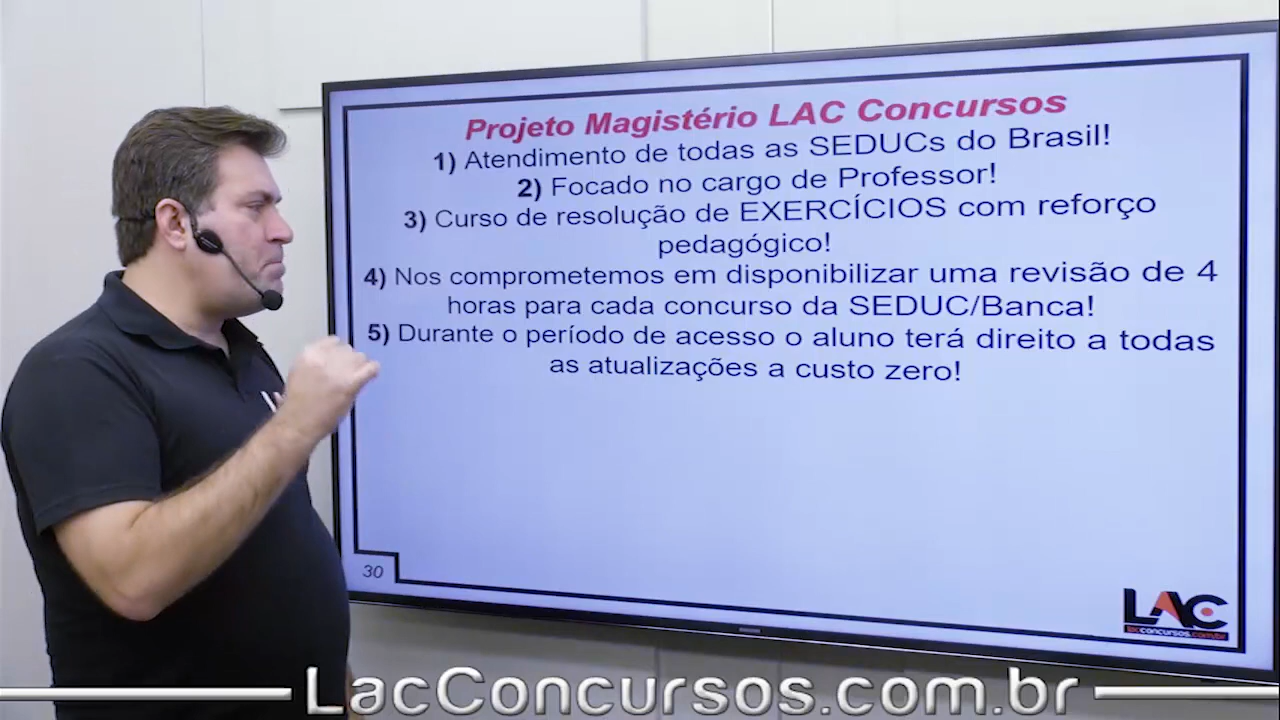 Projeto Magistério LAC Concursos
1) Atendimento de todas as SEDUCs do Brasil!
2) Focado no cargo de Professor!
3) Curso de resolução de EXERCÍCIOS com reforço
pedagógico!
4) Nos comprometemos em disponibilizar uma revisão de 4
horas para cada concurso da SEDUC/Banca!
5) Durante o período de acesso o aluno terá direito a todas
as atualizações a custo zero!
30
LAC
lacconcursos.com.br
LacConcursos.com.br